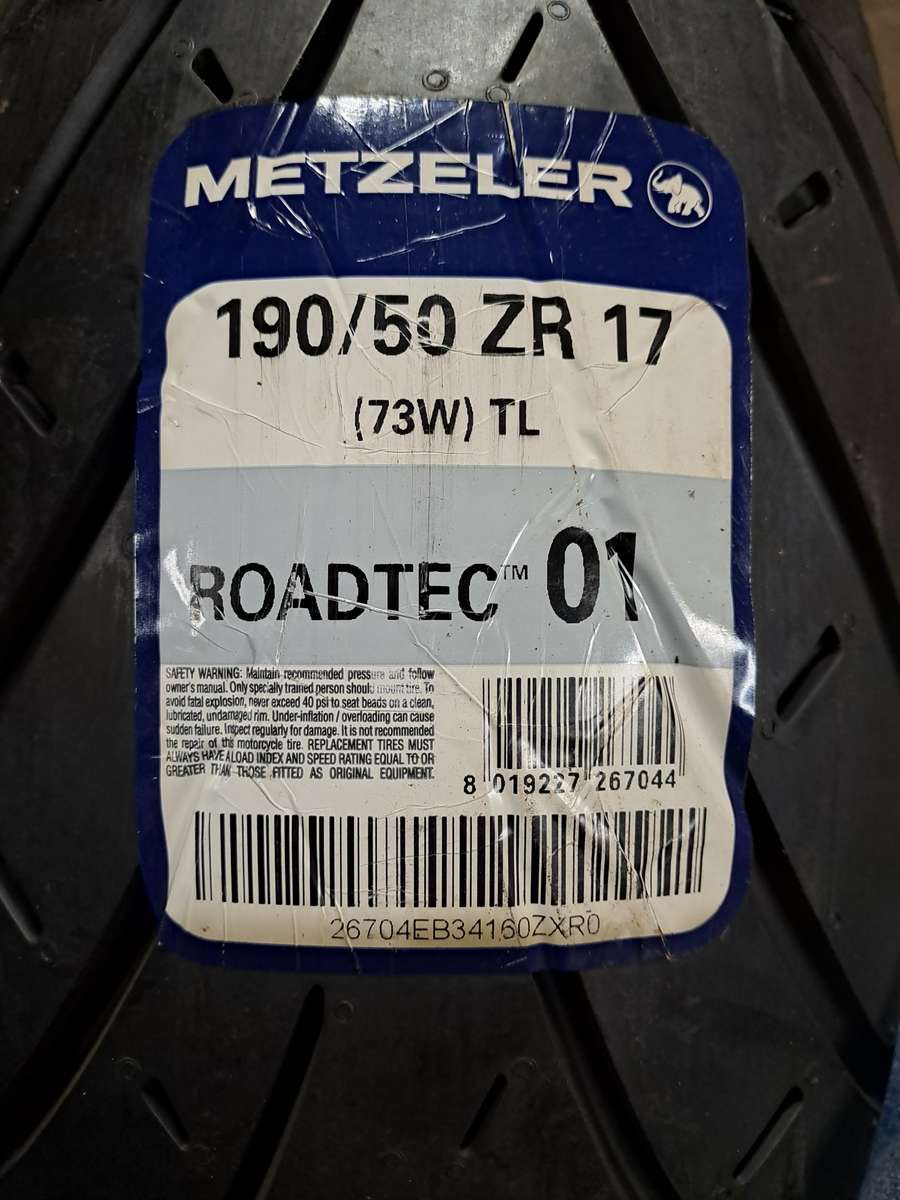 METZELER
190/50 ZR 17
(73W) TL
ROADTEC™ 01
SAFETY WARNING: Maintain recommended pressure and follow
owner's manual. Only specially trained person should mount tire. To
avoid fatal explosion, never exceed 40 psi to seat beads on a clean,
lubricated, undamaged rim. Under-inflation / overloading can cause
sudden failure. Inspect regularly for damage. It is not recommended
the repair of this motorcycle tire. REPLACEMENT TIRES MUST
ALWAYS HAVE A LOAD INDEX AND SPEED RATING EQUAL TO OR
GREATER THAN THOSE FITTED AS ORIGINAL EQUIPMENT.
8 019227 267044
26704EB34160ZXR0